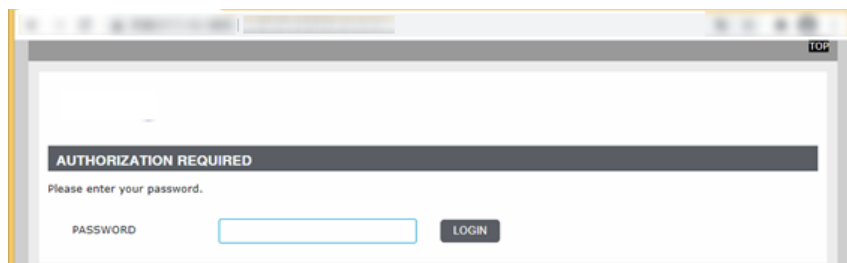 TOP
AUTHORIZATION REQUIRED
Please enter your password.
PASSWORD
LOGIN